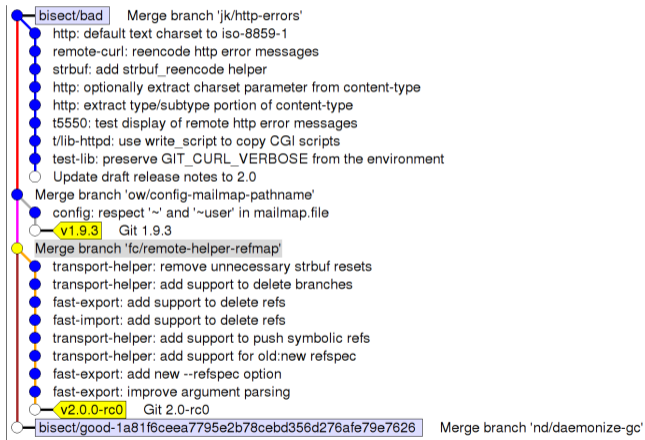 bisect/bad Merge branch 'jk/http-errors'
http: default text charset to iso-8859-1
remote-curl: reencode http error messages
strbuf: add strbuf_reencode helper
http: optionally extract charset parameter from content-type
http: extract type/subtype portion of content-type
t5550: test display of remote http error messages
t/lib-httpd: use write_script to copy CGI scripts
test-lib: preserve GIT_CURL_VERBOSE from the environment
Update draft release notes to 2.0
Merge branch 'ow/config-mailmap-pathname'
config: respect '~' and '~user' in mailmap.file
v1.9.3 Git 1.9.3
Merge branch 'fc/remote-helper-refmap'
transport-helper: remove unnecessary strbuf resets
transport-helper: add support to delete branches
fast-export: add support to delete refs
fast-import: add support to delete refs
transport-helper: add support to push symbolic refs
transport-helper: add support for old:new refspec
fast-export: add new --refspec option
fast-export: improve argument parsing
v2.0.0-rc0 Git 2.0-rc0
bisect/good-1a81f6ceea7795e2b78cebd356d276afe79e7626 Merge branch 'nd/daemonize-gc'